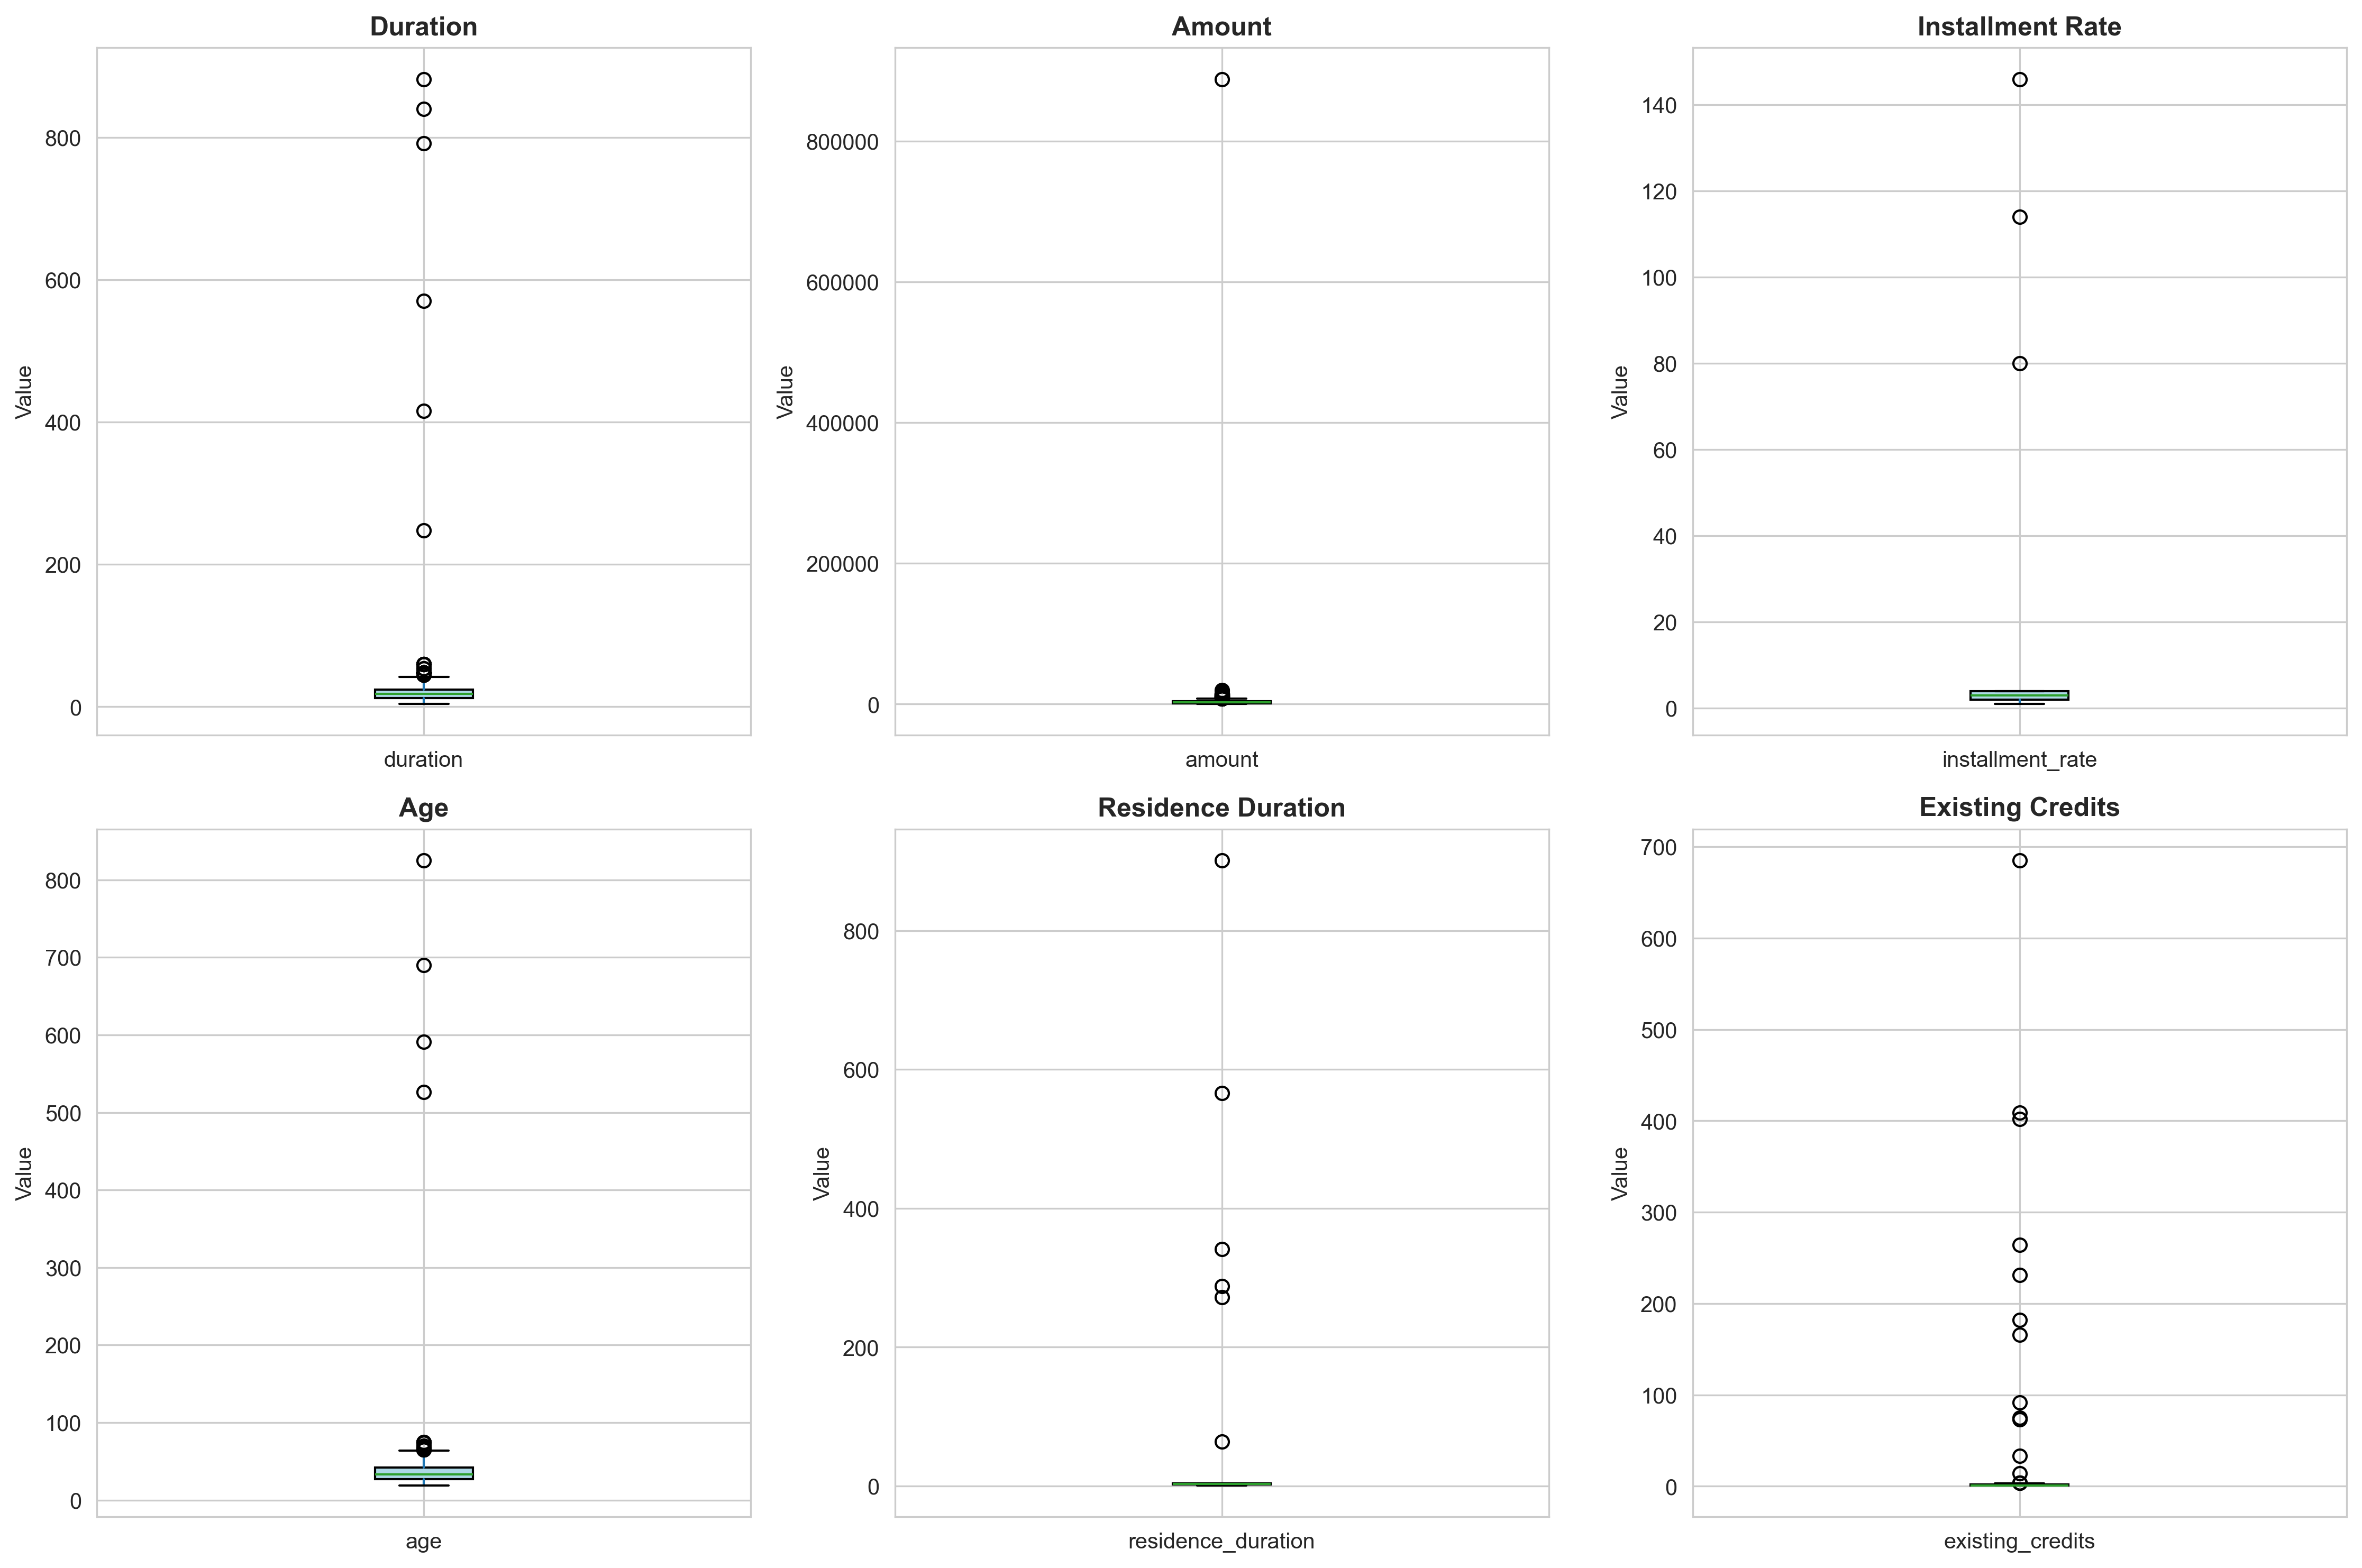 Duration
Value
800
600
400
200
0
duration
Amount
Value
800000
600000
400000
200000
0
amount
Installment Rate
Value
140
120
100
80
60
40
20
0
installment_rate
Age
Value
800
700
600
500
400
300
200
100
0
age
Residence Duration
Value
800
600
400
200
0
residence_duration
Existing Credits
Value
700
600
500
400
300
200
100
0
existing_credits